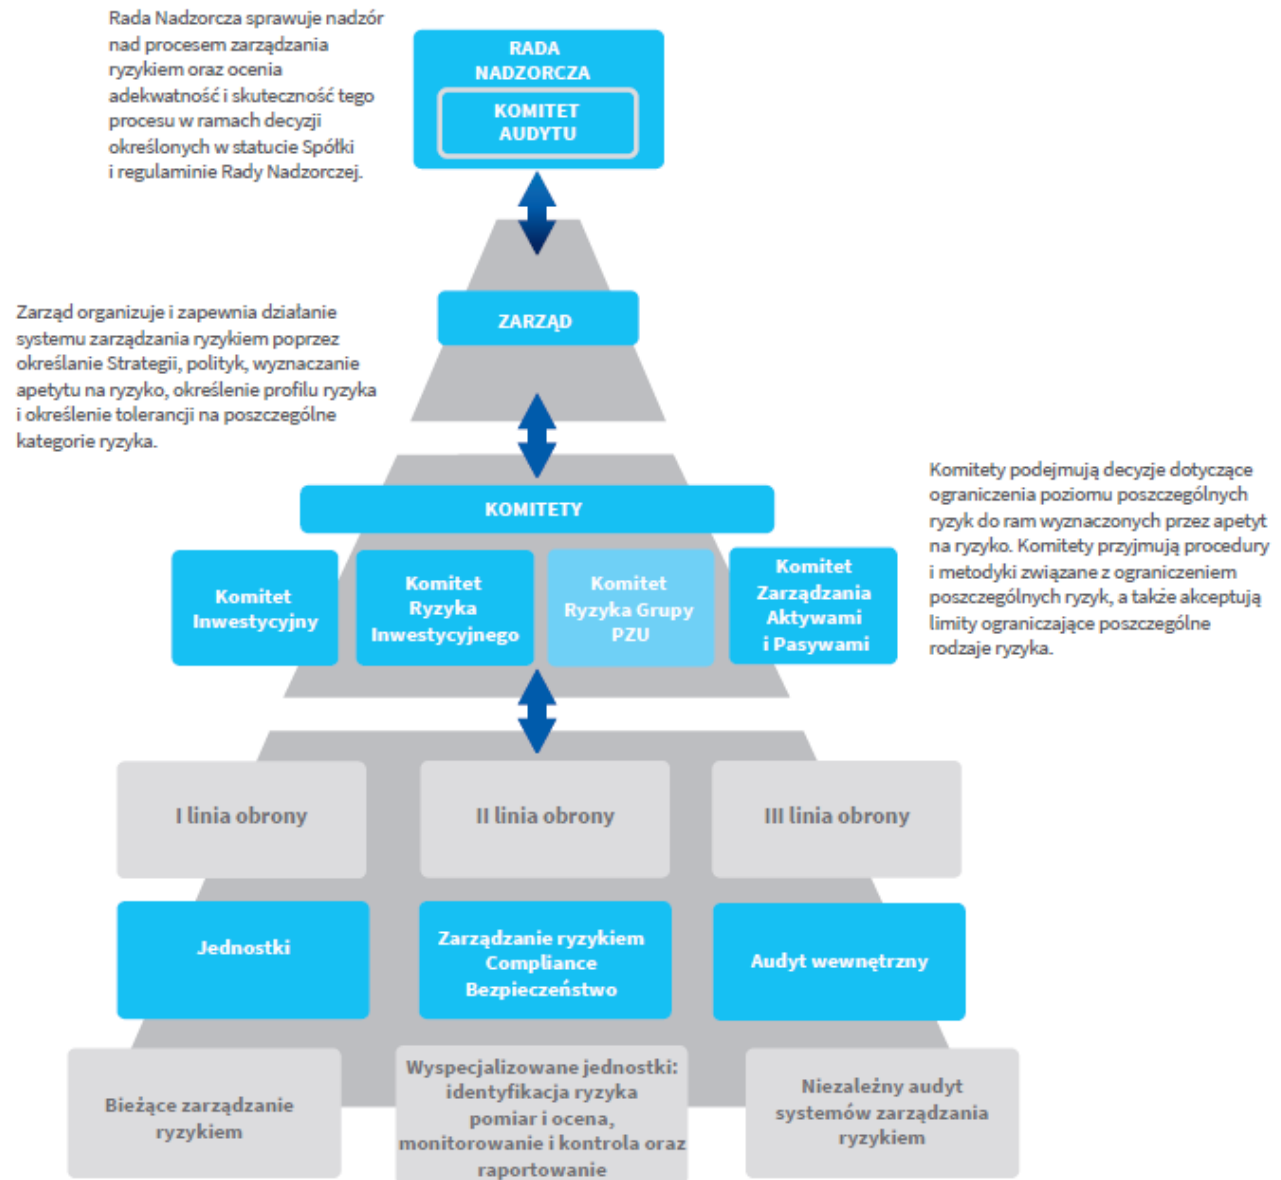 Rada Nadzorcza sprawuje nadzór
nad procesem zarządzania
ryzykiem oraz ocenia
adekwatność i skuteczność tego
procesu w ramach decyzji
określonych w statucie Spółki
i regulaminie Rady Nadzorczej.
RADA
NADZORCZA
KOMITET
AUDYTU
Zarząd organizuje i zapewnia działanie
systemu zarządzania ryzykiem poprzez
określanie Strategii, polityk, wyznaczanie
apetytu na ryzyko, określenie profilu ryzyka
i określenie tolerancji na poszczególne
kategorie ryzyka.
ZARZĄD
KOMITETY
Komitet
Inwestycyjny
Komitet
Ryzyka
Inwestycyjnego
Komitet
Ryzyka Grupy
PZU
Komitet
Zarządzania
Aktywami
i Pasywami
Komitety podejmują decyzje dotyczące
ograniczenia poziomu poszczególnych
ryzyk do ram wyznaczonych przez apetyt
na ryzyko. Komitety przyjmują procedury
i metodyki związane z ograniczeniem
poszczególnych ryzyk, a także akceptują
limity ograniczające poszczególne
rodzaje ryzyka.
I linia obrony
II linia obrony
III linia obrony
Jednostki
Zarządzanie ryzykiem
Compliance
Bezpieczeństwo
Audyt wewnętrzny
Bieżące zarządzanie
ryzykiem
Wyspecjalizowane jednostki:
identyfikacja ryzyka
pomiar i ocena,
monitorowanie i kontrola oraz
raportowanie
Niezależny audyt
systemów zarządzania
ryzykiem